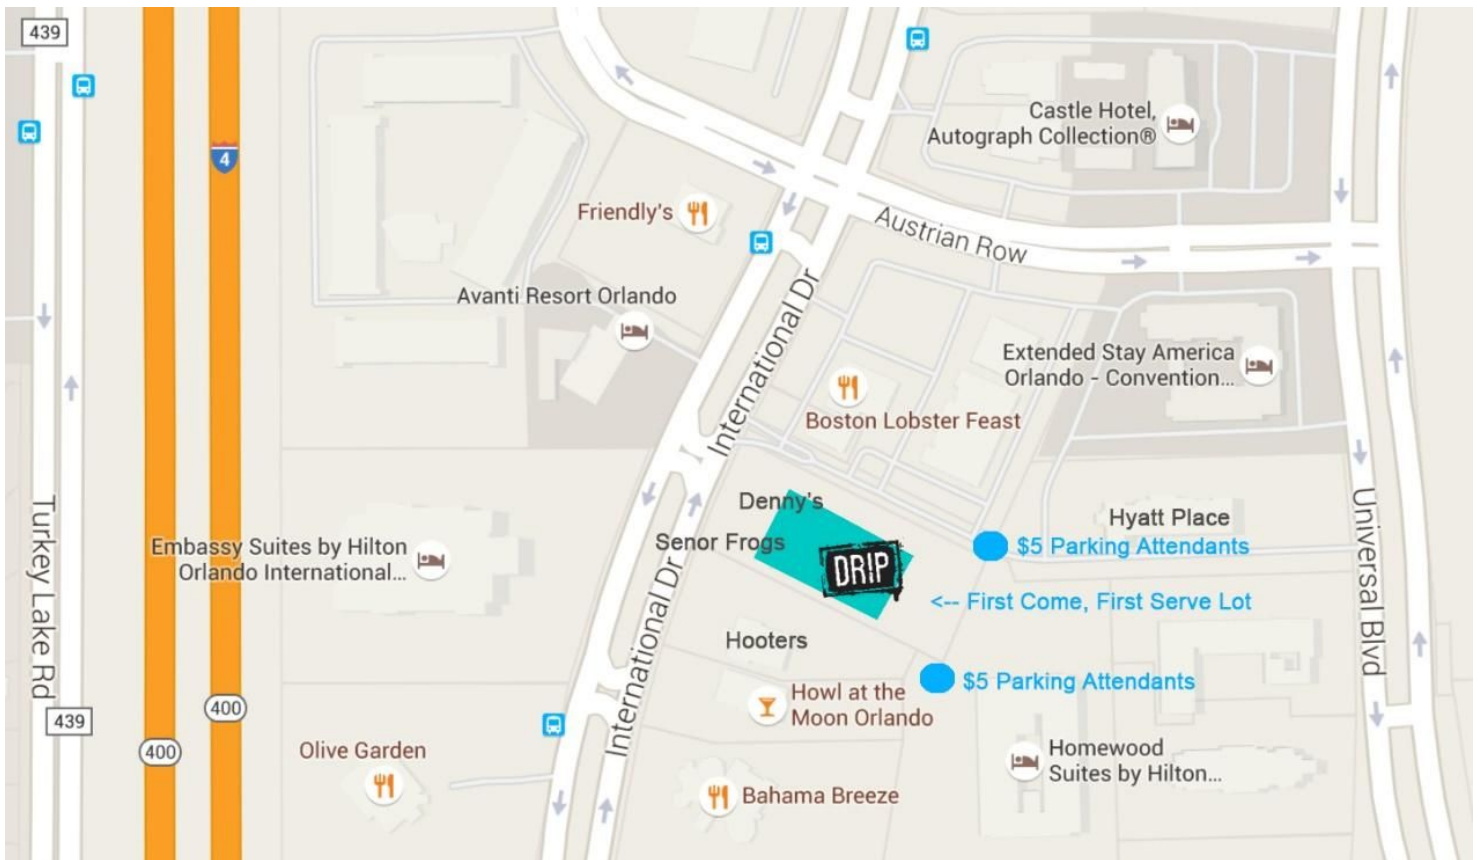 439
4
Castle Hotel,
Autograph Collection®
Friendly's
Austrian Row
Avanti Resort Orlando
International Dr
Extended Stay America
Orlando - Convention...
Boston Lobster Feast
Denny's
Turkey Lake Rd
Universal Blvd
Hyatt Place
Senor Frogs
$5 Parking Attendants
Embassy Suites by Hilton
Orlando International...
DRIP
<-- First Come, First Serve Lot
International Dr
Hooters
$5 Parking Attendants
Howl at the
Moon Orlando
400
439
400
Olive Garden
Homewood
Suites by Hilton...
Bahama Breeze